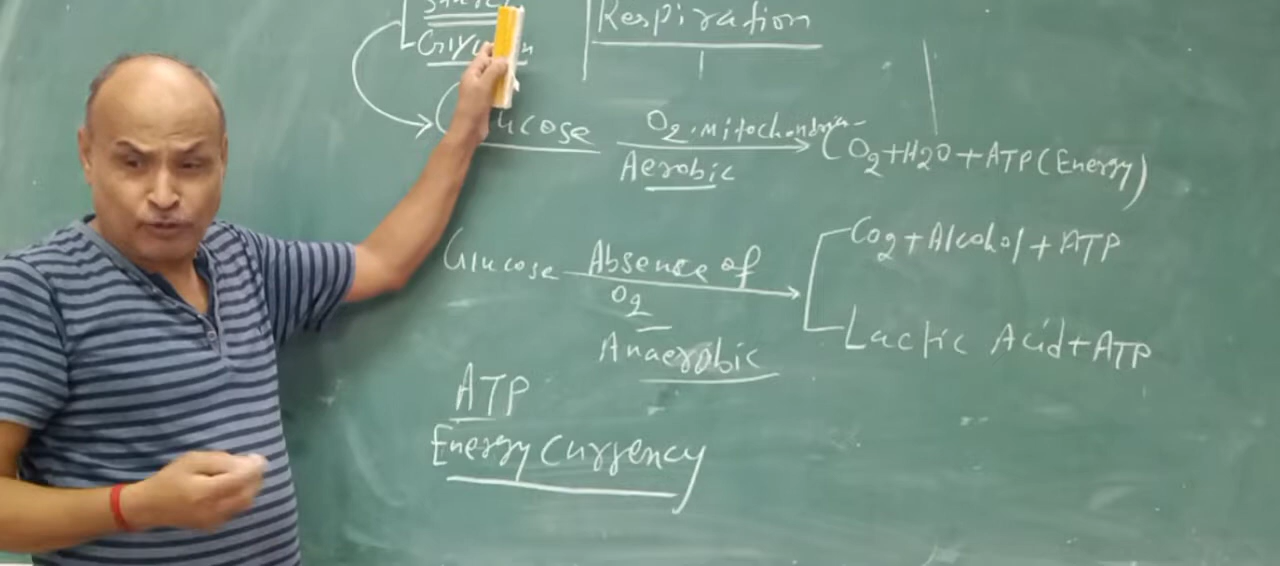 Respiration
Glucose O2, Mitochondria CO2+H2O+ATP(Energy)
Aerobic
Glucose Absence of O2 Anaerobic
CO2+Alcohol+ATP
Lactic Acid+ATP
ATP
Energy Currency